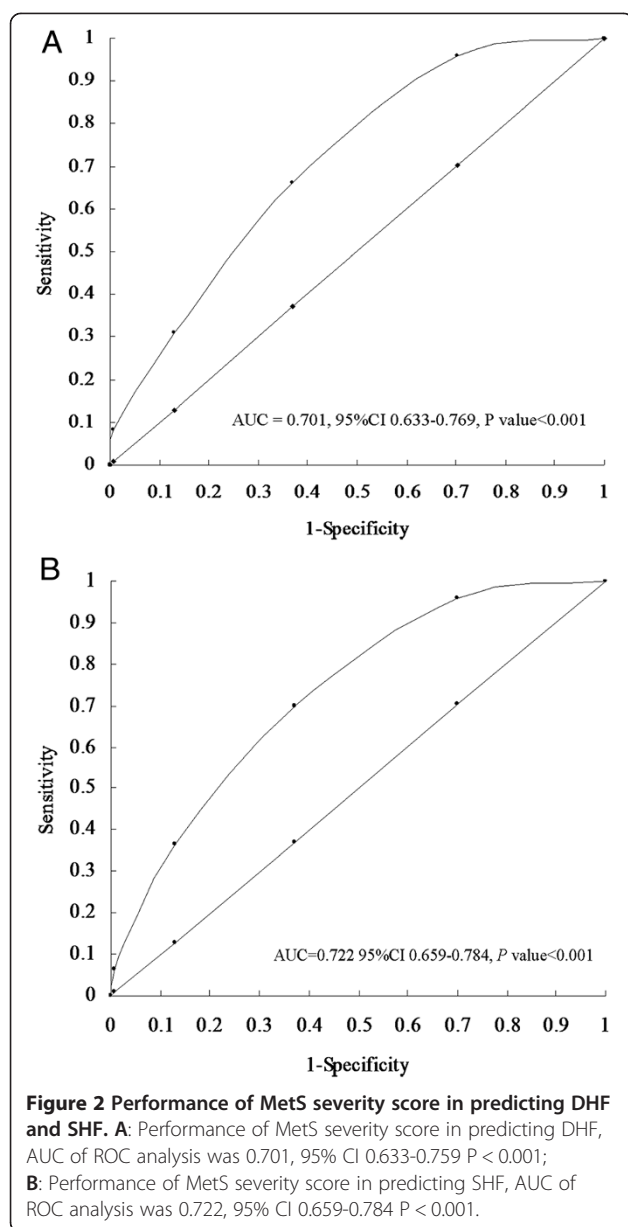 A
1
0.9
0.8
0.7
0.6
0.5
0.4
0.3
0.2
0.1
0
Sensitivity
AUC = 0.701, 95%CI 0.633-0.769, P value<0.001
0 0.1 0.2 0.3 0.4 0.5 0.6 0.7 0.8 0.9 1
1-Specificity
B
1
0.9
0.8
0.7
0.6
0.5
0.4
0.3
0.2
0.1
0
Sensitivity
AUC=0.722 95%CI 0.659-0.784, P value<0.001
0 0.1 0.2 0.3 0.4 0.5 0.6 0.7 0.8 0.9 1
1-Specificity
Figure 2 Performance of MetS severity score in predicting DHF
and SHF. A: Performance of MetS severity score in predicting DHF,
AUC of ROC analysis was 0.701, 95% CI 0.633-0.759 P < 0.001;
B: Performance of MetS severity score in predicting SHF, AUC of
ROC analysis was 0.722, 95% CI 0.659-0.784 P < 0.001.